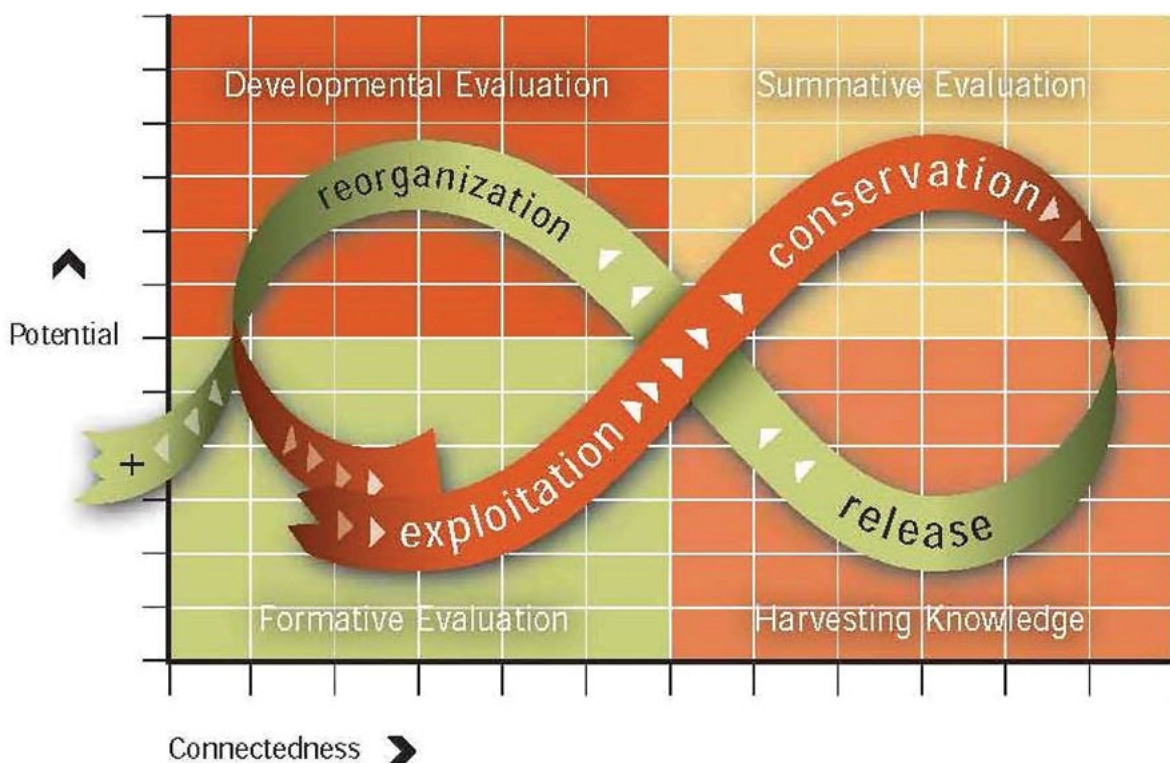 Developmental Evaluation
Summative Evaluation
reorganization
conservation
Potential
+
exploitation
release
Formative Evaluation
Harvesting Knowledge
Connectedness